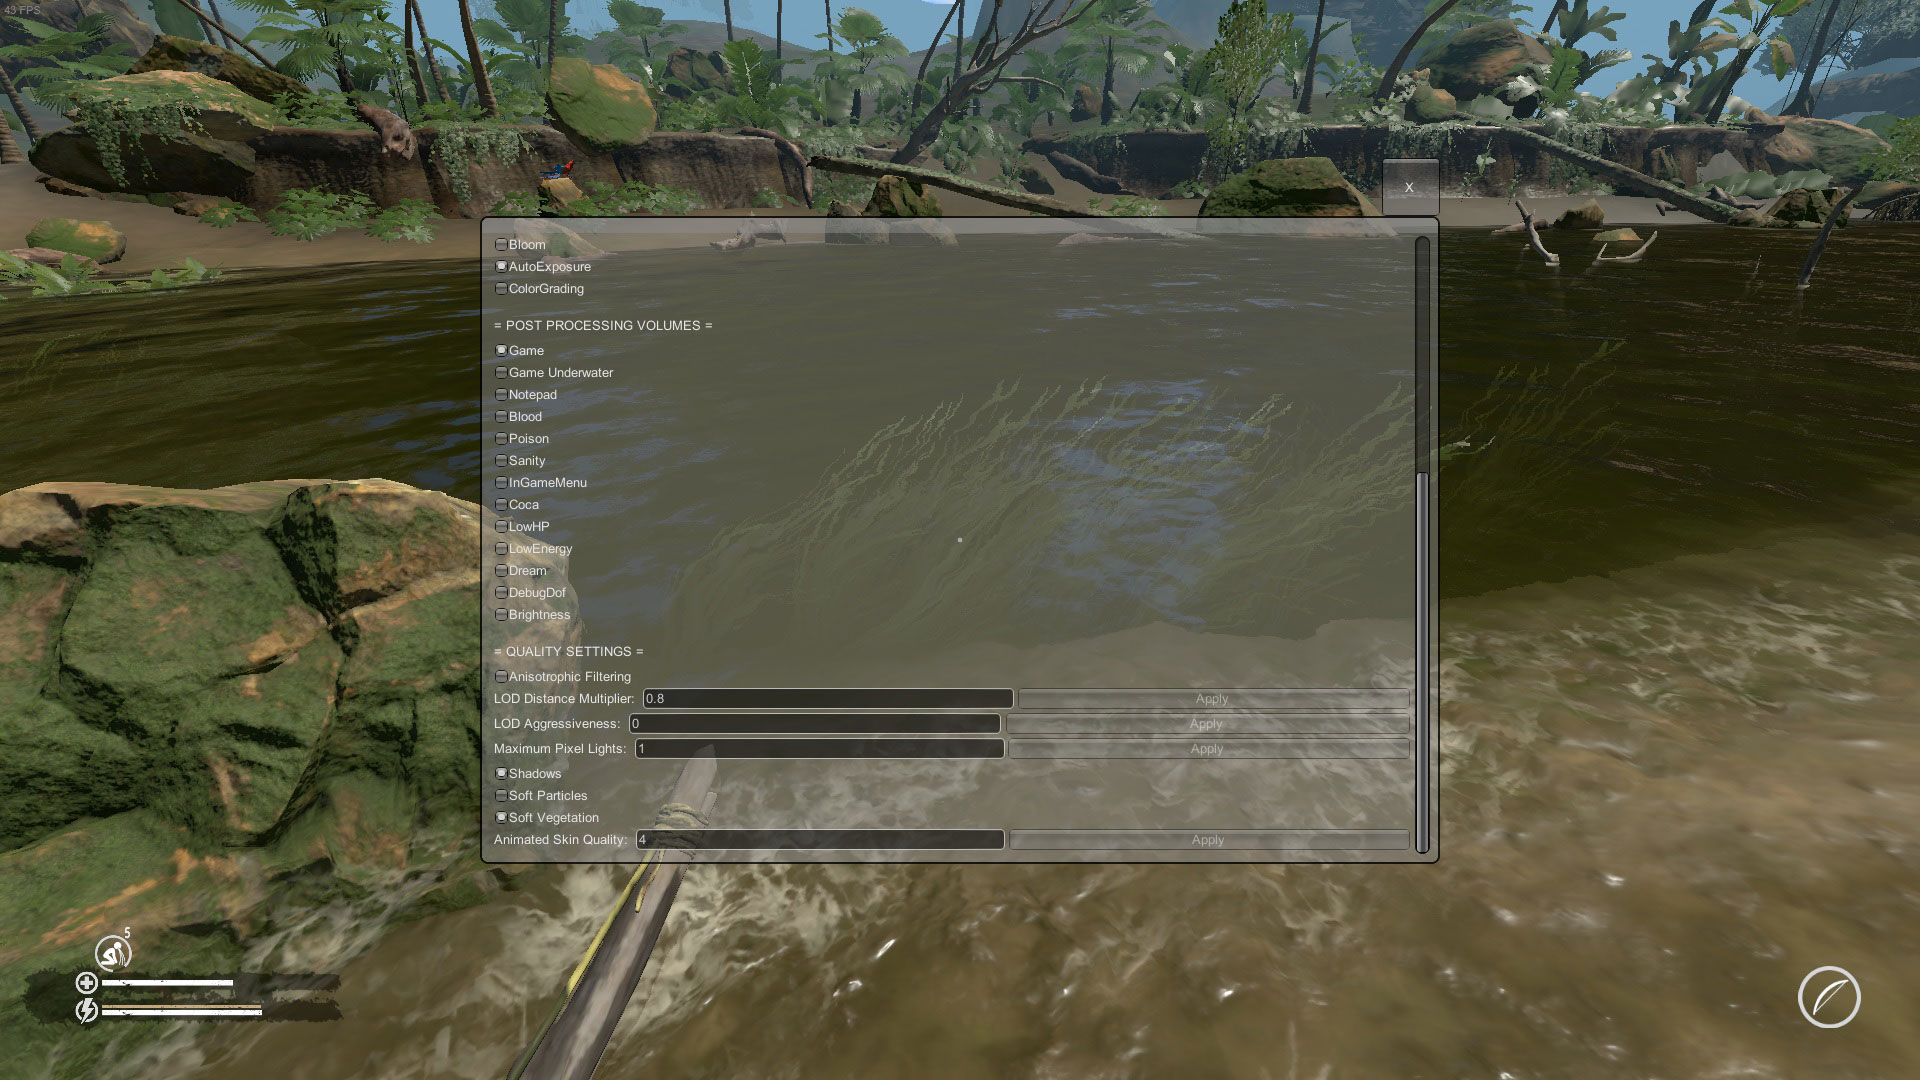 43 FPS
x
Bloom
AutoExposure
ColorGrading
= POST PROCESSING VOLUMES =
Game
Game Underwater
Notepad
Blood
Poison
Sanity
InGameMenu
Coca
LowHP
LowEnergy
Dream
DebugDof
Brightness
= QUALITY SETTINGS =
Anisotrophic Filtering
LOD Distance Multiplier: 0.8 Apply
LOD Aggressiveness: 0 Apply
Maximum Pixel Lights: 1 Apply
Shadows
Soft Particles
Soft Vegetation
Animated Skin Quality: 4 Apply
5